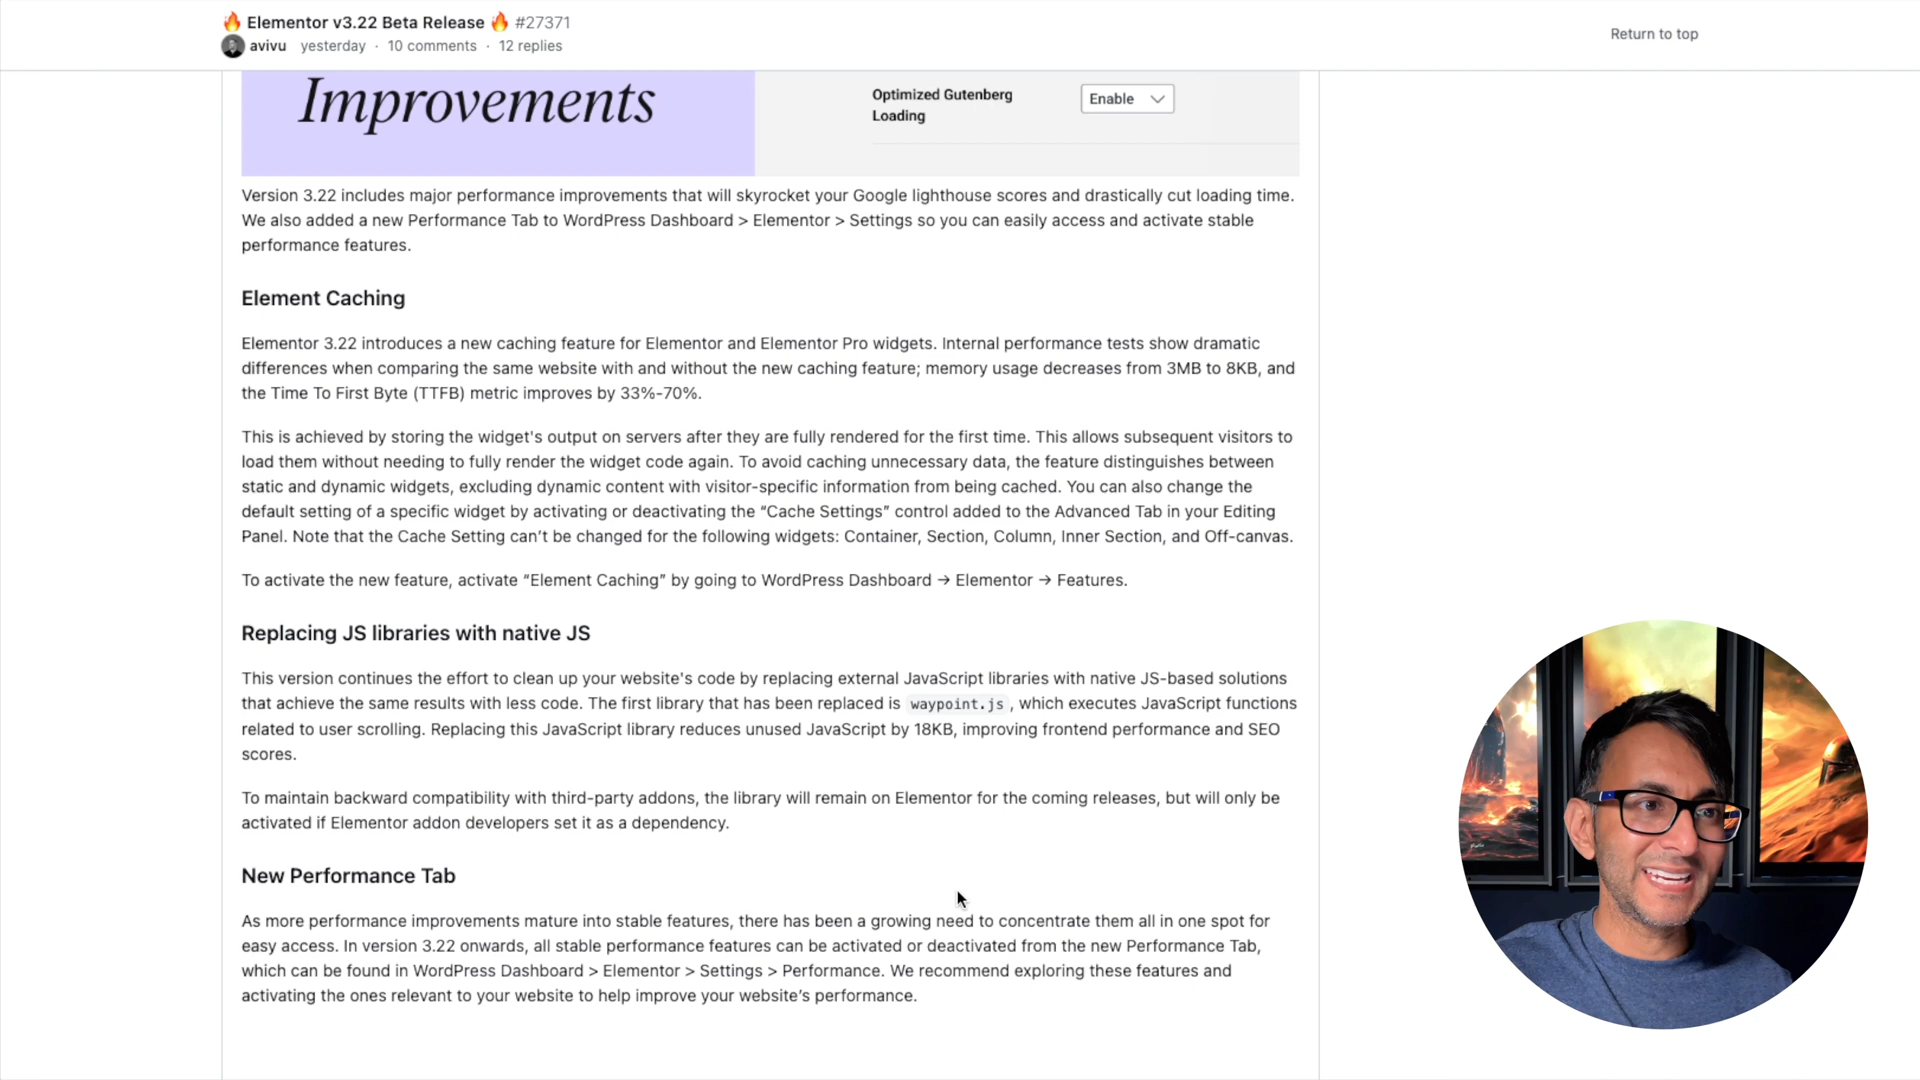 🔥 Elementor v3.22 Beta Release 🔥 #27371
avivu yesterday · 10 comments · 12 replies
Return to top
Improvements
Optimized Gutenberg
Loading
Enable
Version 3.22 includes major performance improvements that will skyrocket your Google lighthouse scores and drastically cut loading time.
We also added a new Performance Tab to WordPress Dashboard > Elementor > Settings so you can easily access and activate stable
performance features.
Element Caching
Elementor 3.22 introduces a new caching feature for Elementor and Elementor Pro widgets. Internal performance tests show dramatic
differences when comparing the same website with and without the new caching feature; memory usage decreases from 3MB to 8KB, and
the Time To First Byte (TTFB) metric improves by 33%-70%.
This is achieved by storing the widget's output on servers after they are fully rendered for the first time. This allows subsequent visitors to
load them without needing to fully render the widget code again. To avoid caching unnecessary data, the feature distinguishes between
static and dynamic widgets, excluding dynamic content with visitor-specific information from being cached. You can also change the
default setting of a specific widget by activating or deactivating the “Cache Settings” control added to the Advanced Tab in your Editing
Panel. Note that the Cache Setting can’t be changed for the following widgets: Container, Section, Column, Inner Section, and Off-canvas.
To activate the new feature, activate “Element Caching” by going to WordPress Dashboard → Elementor → Features.
Replacing JS libraries with native JS
This version continues the effort to clean up your website's code by replacing external JavaScript libraries with native JS-based solutions
that achieve the same results with less code. The first library that has been replaced is waypoint.js, which executes JavaScript functions
related to user scrolling. Replacing this JavaScript library reduces unused JavaScript by 18KB, improving frontend performance and SEO
scores.
To maintain backward compatibility with third-party addons, the library will remain on Elementor for the coming releases, but will only be
activated if Elementor addon developers set it as a dependency.
New Performance Tab
As more performance improvements mature into stable features, there has been a growing need to concentrate them all in one spot for
easy access. In version 3.22 onwards, all stable performance features can be activated or deactivated from the new Performance Tab,
which can be found in WordPress Dashboard > Elementor > Settings > Performance. We recommend exploring these features and
activating the ones relevant to your website to help improve your website’s performance.